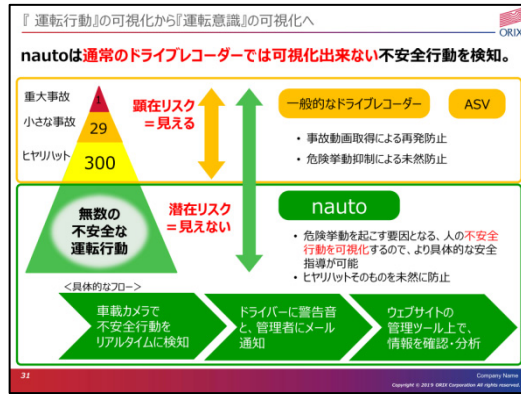 『 運転行動』の可視化から『運転意識』の可視化へ
ORIX
nautoは通常のドライブレコーダーでは可視化出来ない不安全行動を検知。
重大事故
1
小さな事故
29
ヒヤリハット
300
顕在リスク
＝見える
一般的なドライブレコーダー
ASV
• 事故動画取得による再発防止
• 危険挙動抑制による未然防止
無数の
不安全な
運転行動
潜在リスク
＝見えない
nauto
• 危険挙動を起こす要因となる、人の不安全
行動を可視化するので、より具体的な安全
指導が可能
• ヒヤリハットそのものを未然に防止
＜具体的なフロー＞
車載カメラで
不安全行動を
リアルタイムに検知
ドライバーに警告音
と、管理者にメール
通知
ウェブサイトの
管理ツール上で、
情報を確認・分析
31
Company Name
Copyright © 2019 ORIX Corporation All rights reserved.